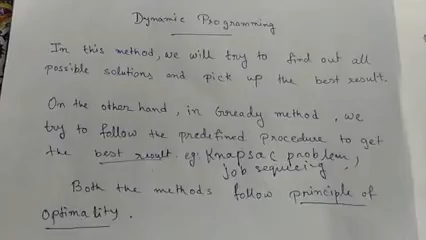 Dynamic Programming
In this method, we will try to find out all
possible solutions and pick up the best result.
On the other hand, in Greedy method, we
try to follow the predefined procedure to get
the best result. eg: Knapsac problem,
job sequecing.
Both the methods follow principle of
optimality.